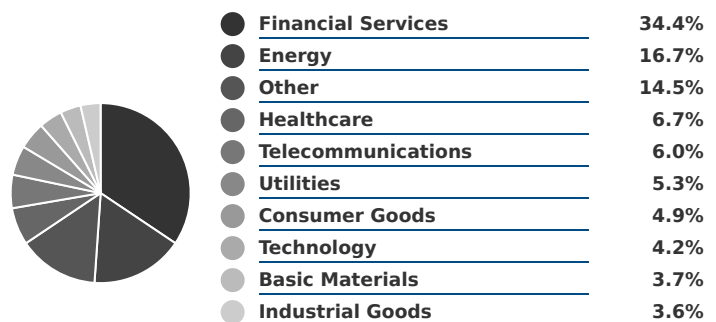 Financial Services 34.4%
Energy 16.7%
Other 14.5%
Healthcare 6.7%
Telecommunications 6.0%
Utilities 5.3%
Consumer Goods 4.9%
Technology 4.2%
Basic Materials 3.7%
Industrial Goods 3.6%